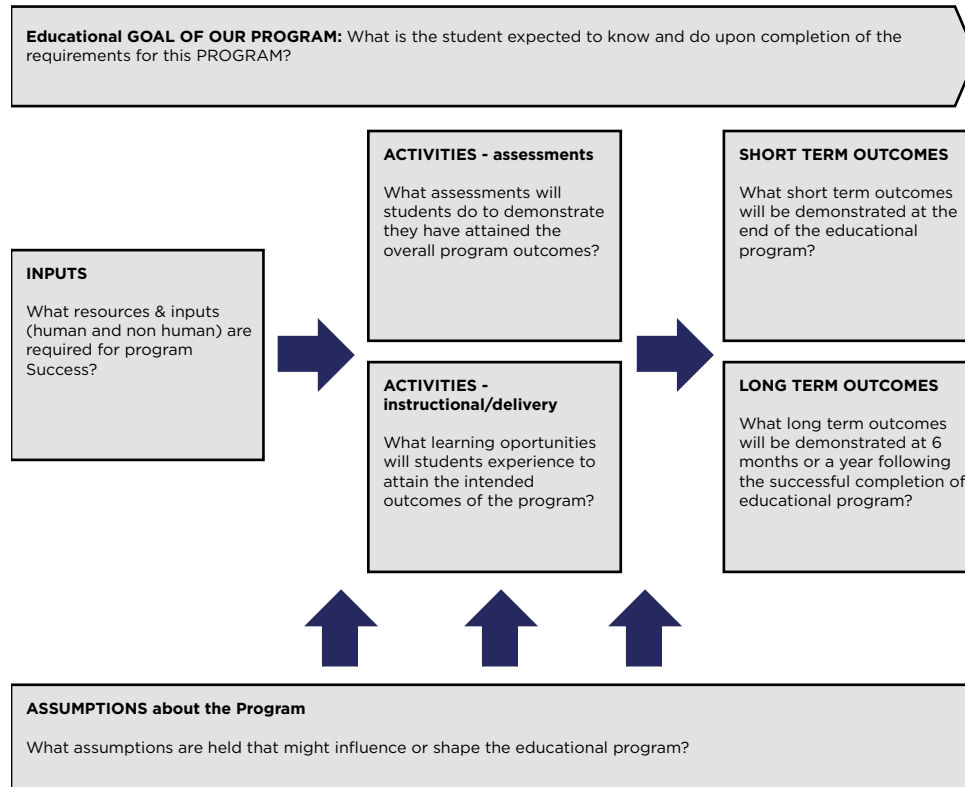 Educational GOAL OF OUR PROGRAM: What is the student expected to know and do upon completion of the
requirements for this PROGRAM?
INPUTS
What resources & inputs
(human and non human) are
required for program
Success?
ACTIVITIES - assessments
What assessments will
students do to demonstrate
they have attained the
overall program outcomes?
ACTIVITIES -
instructional/delivery
What learning oportunities
will students experience to
attain the intended
outcomes of the program?
SHORT TERM OUTCOMES
What short term outcomes
will be demonstrated at the
end of the educational
program?
LONG TERM OUTCOMES
What long term outcomes
will be demonstrated at 6
months or a year following
the successful completion of
educational program?
ASSUMPTIONS about the Program
What assumptions are held that might influence or shape the educational program?